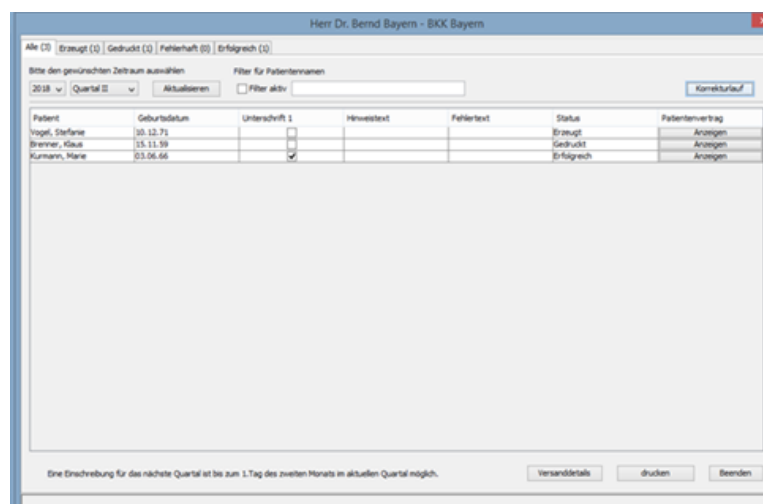 Herr Dr. Bernd Bayern - BKK Bayern
Alle (3) Erzeugt (1) Gedruckt (1) Fehlerhaft (0) Erfolgreich (1)
Bitte den gewünschten Zeitraum auswählen Filter für Patientennamen
2018 Quartal II Aktualisieren Filter aktiv Korrekturlauf
Patient Geburtsdatum Unterschrift 1 Hinweistext Fehlertext Status Patientenvertrag
Vogel, Stefanie 10.12.71 Erzeugt Anzeigen
Brenner, Klaus 15.11.59 Gedruckt Anzeigen
Kurmann, Marie 03.06.66 Erfolgreich Anzeigen
Eine Einschreibung für das nächste Quartal ist bis zum 1.Tag des zweiten Monats im aktuellen Quartal möglich. Versanddetails drucken Beenden